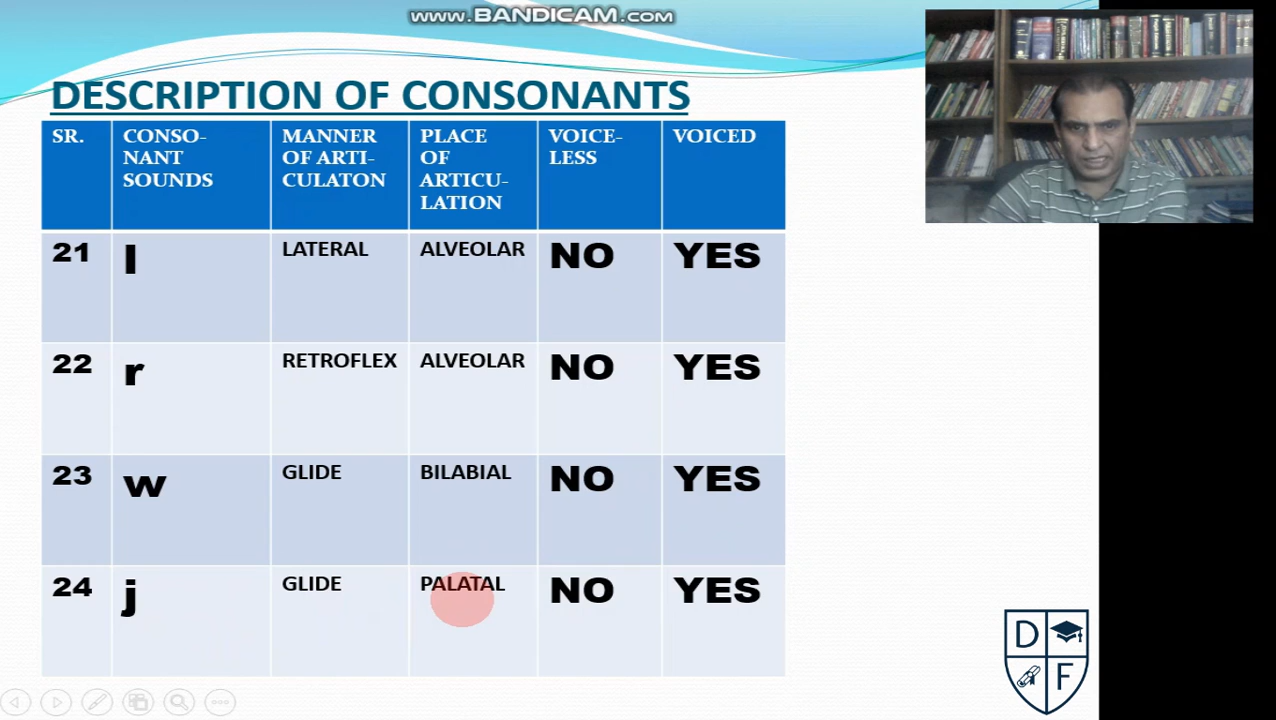 www.BANDICAM.com
DESCRIPTION OF CONSONANTS
SR.
CONSO-
NANT
SOUNDS
MANNER
OF ARTI-
CULATON
PLACE
OF
ARTICU-
LATION
VOICE-
LESS
VOICED
21 l LATERAL ALVEOLAR NO YES
22 r RETROFLEX ALVEOLAR NO YES
23 w GLIDE BILABIAL NO YES
24 j GLIDE PALATAL NO YES
D
F